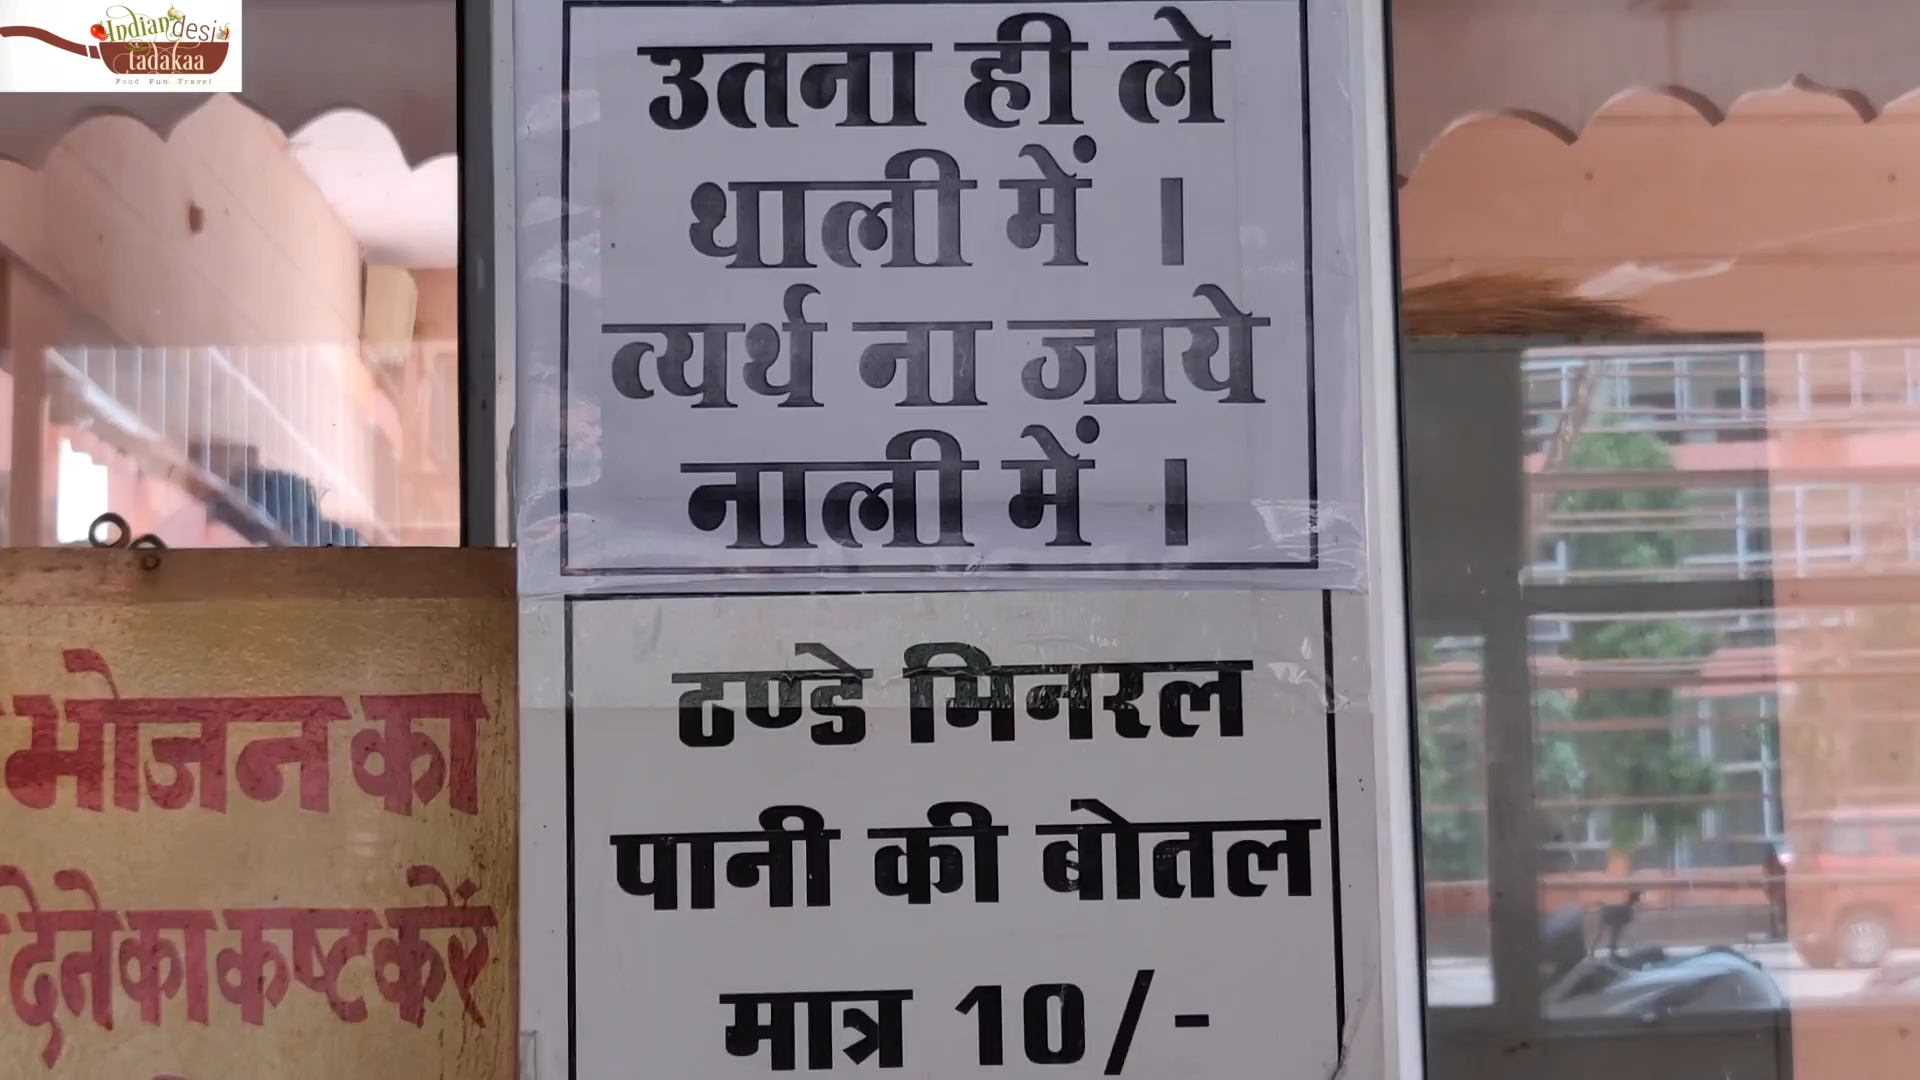 Indian desi
tadakaa
Food Fun Travel
उतना ही ले
थाली में ।
व्यर्थ ना जाये
नाली में ।
ठण्डे मिनरल
पानी की बोतल
मात्र 10/-
भोजन का
देने का कष्ट करें